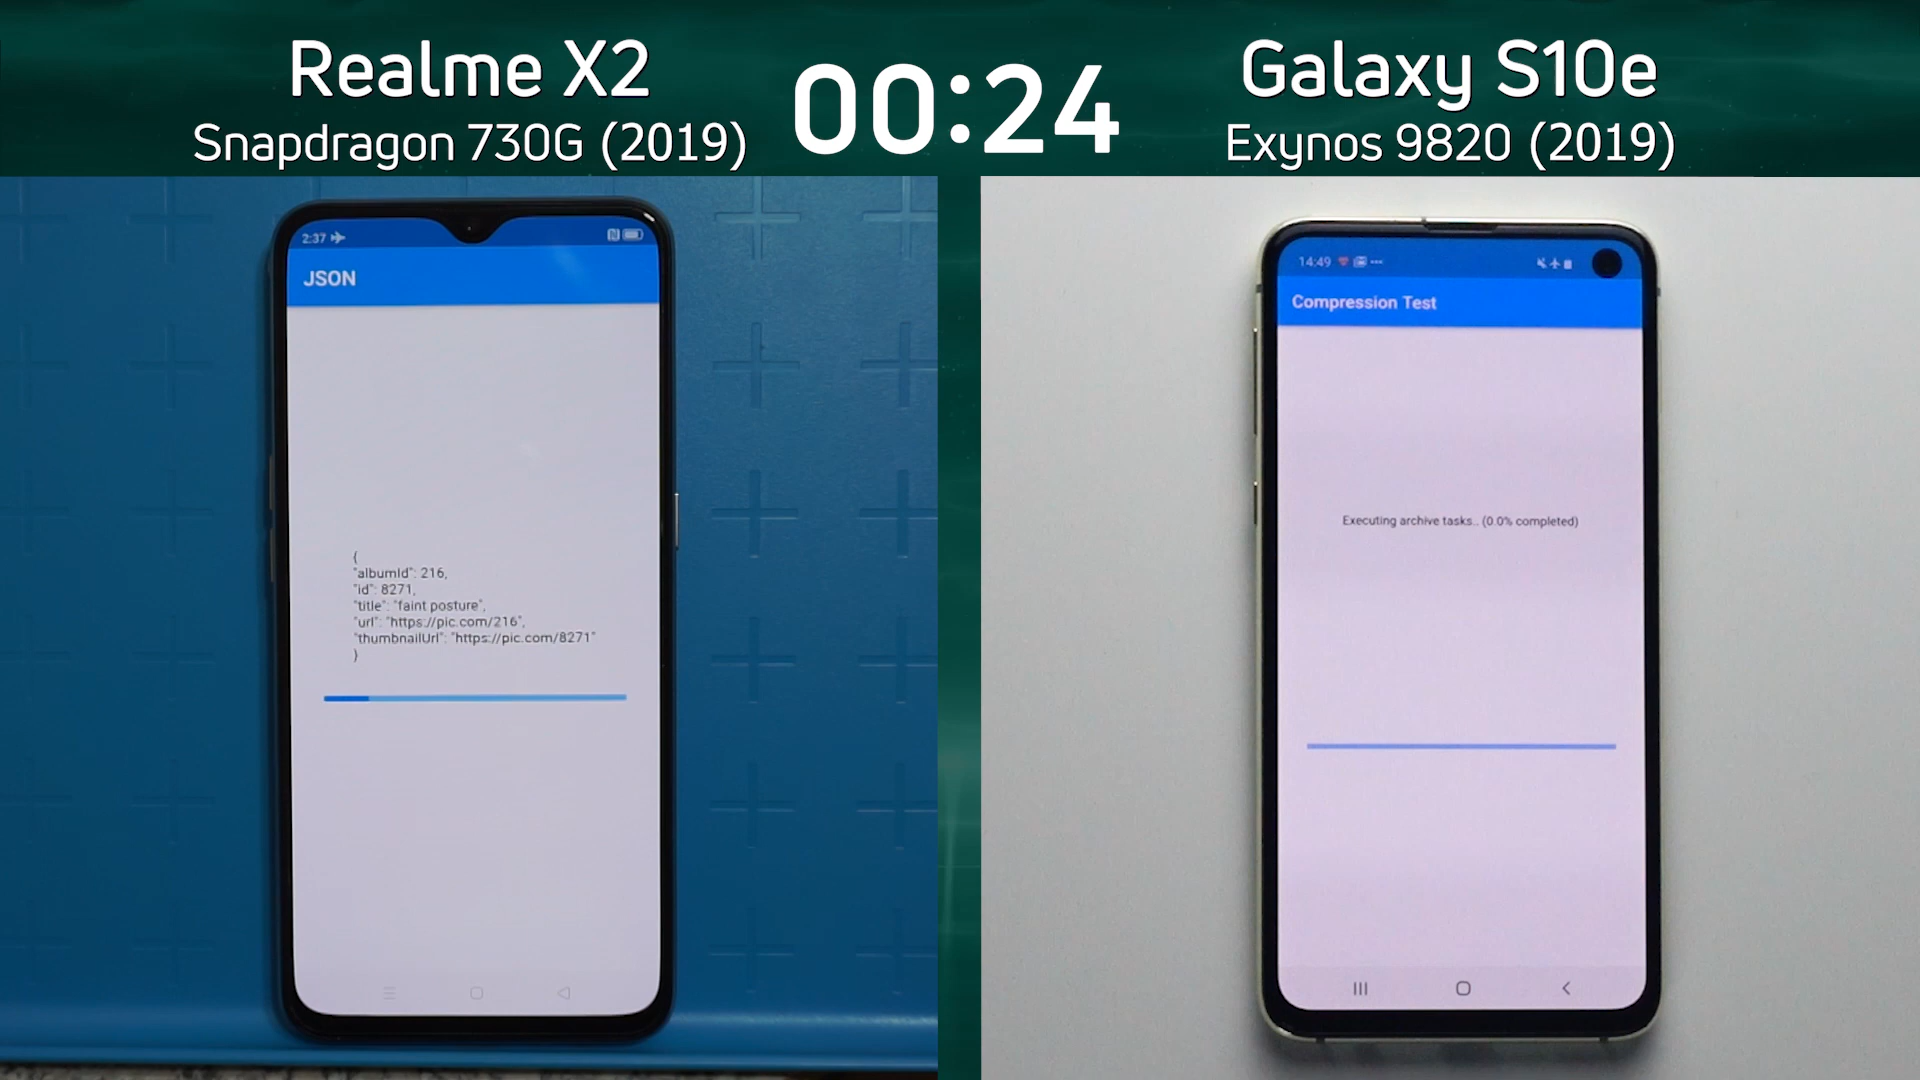 Realme X2
Snapdragon 730G (2019)
00:24
Galaxy S10e
Exynos 9820 (2019)
2:37
JSON
{
"albumId": 216,
"id": 8271,
"title": "faint posture",
"url": "https://pic.com/216",
"thumbnailUrl": "https://pic.com/8271"
}
14:49
Compression Test
Executing archive tasks.. (0.0% completed)